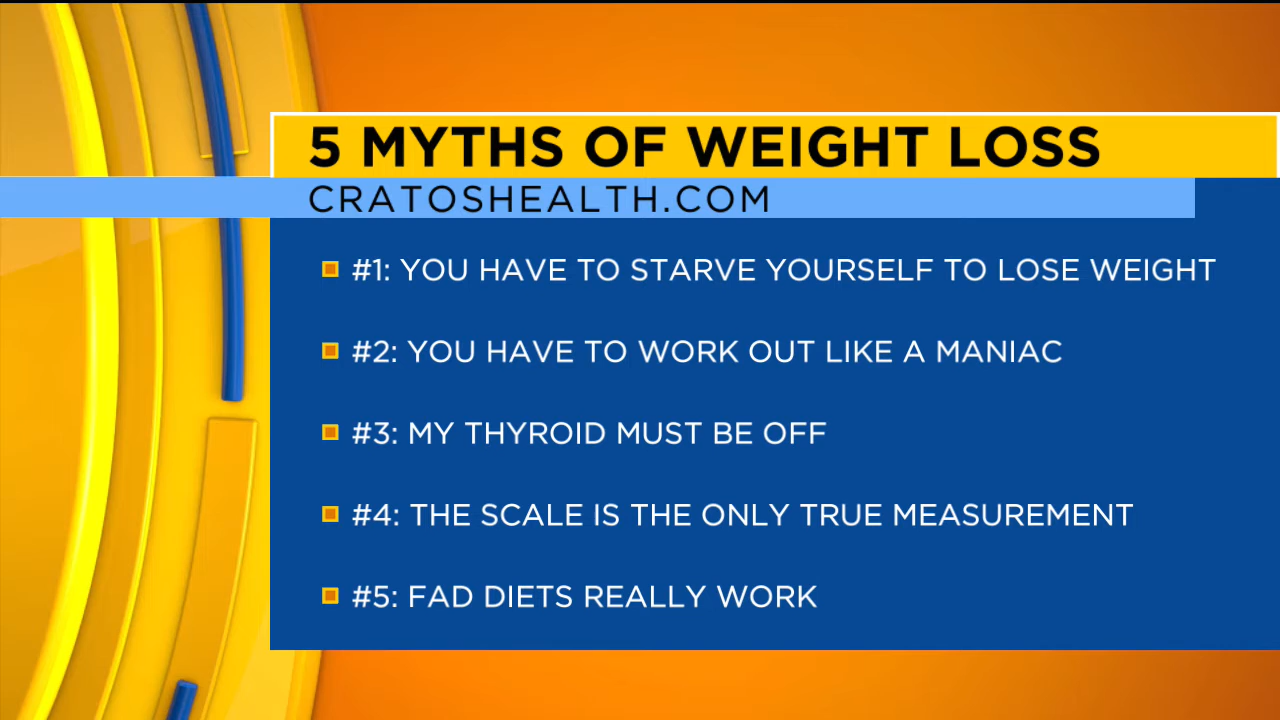 5 MYTHS OF WEIGHT LOSS
CRATOSHEALTH.COM
#1: YOU HAVE TO STARVE YOURSELF TO LOSE WEIGHT
#2: YOU HAVE TO WORK OUT LIKE A MANIAC
#3: MY THYROID MUST BE OFF
#4: THE SCALE IS THE ONLY TRUE MEASUREMENT
#5: FAD DIETS REALLY WORK